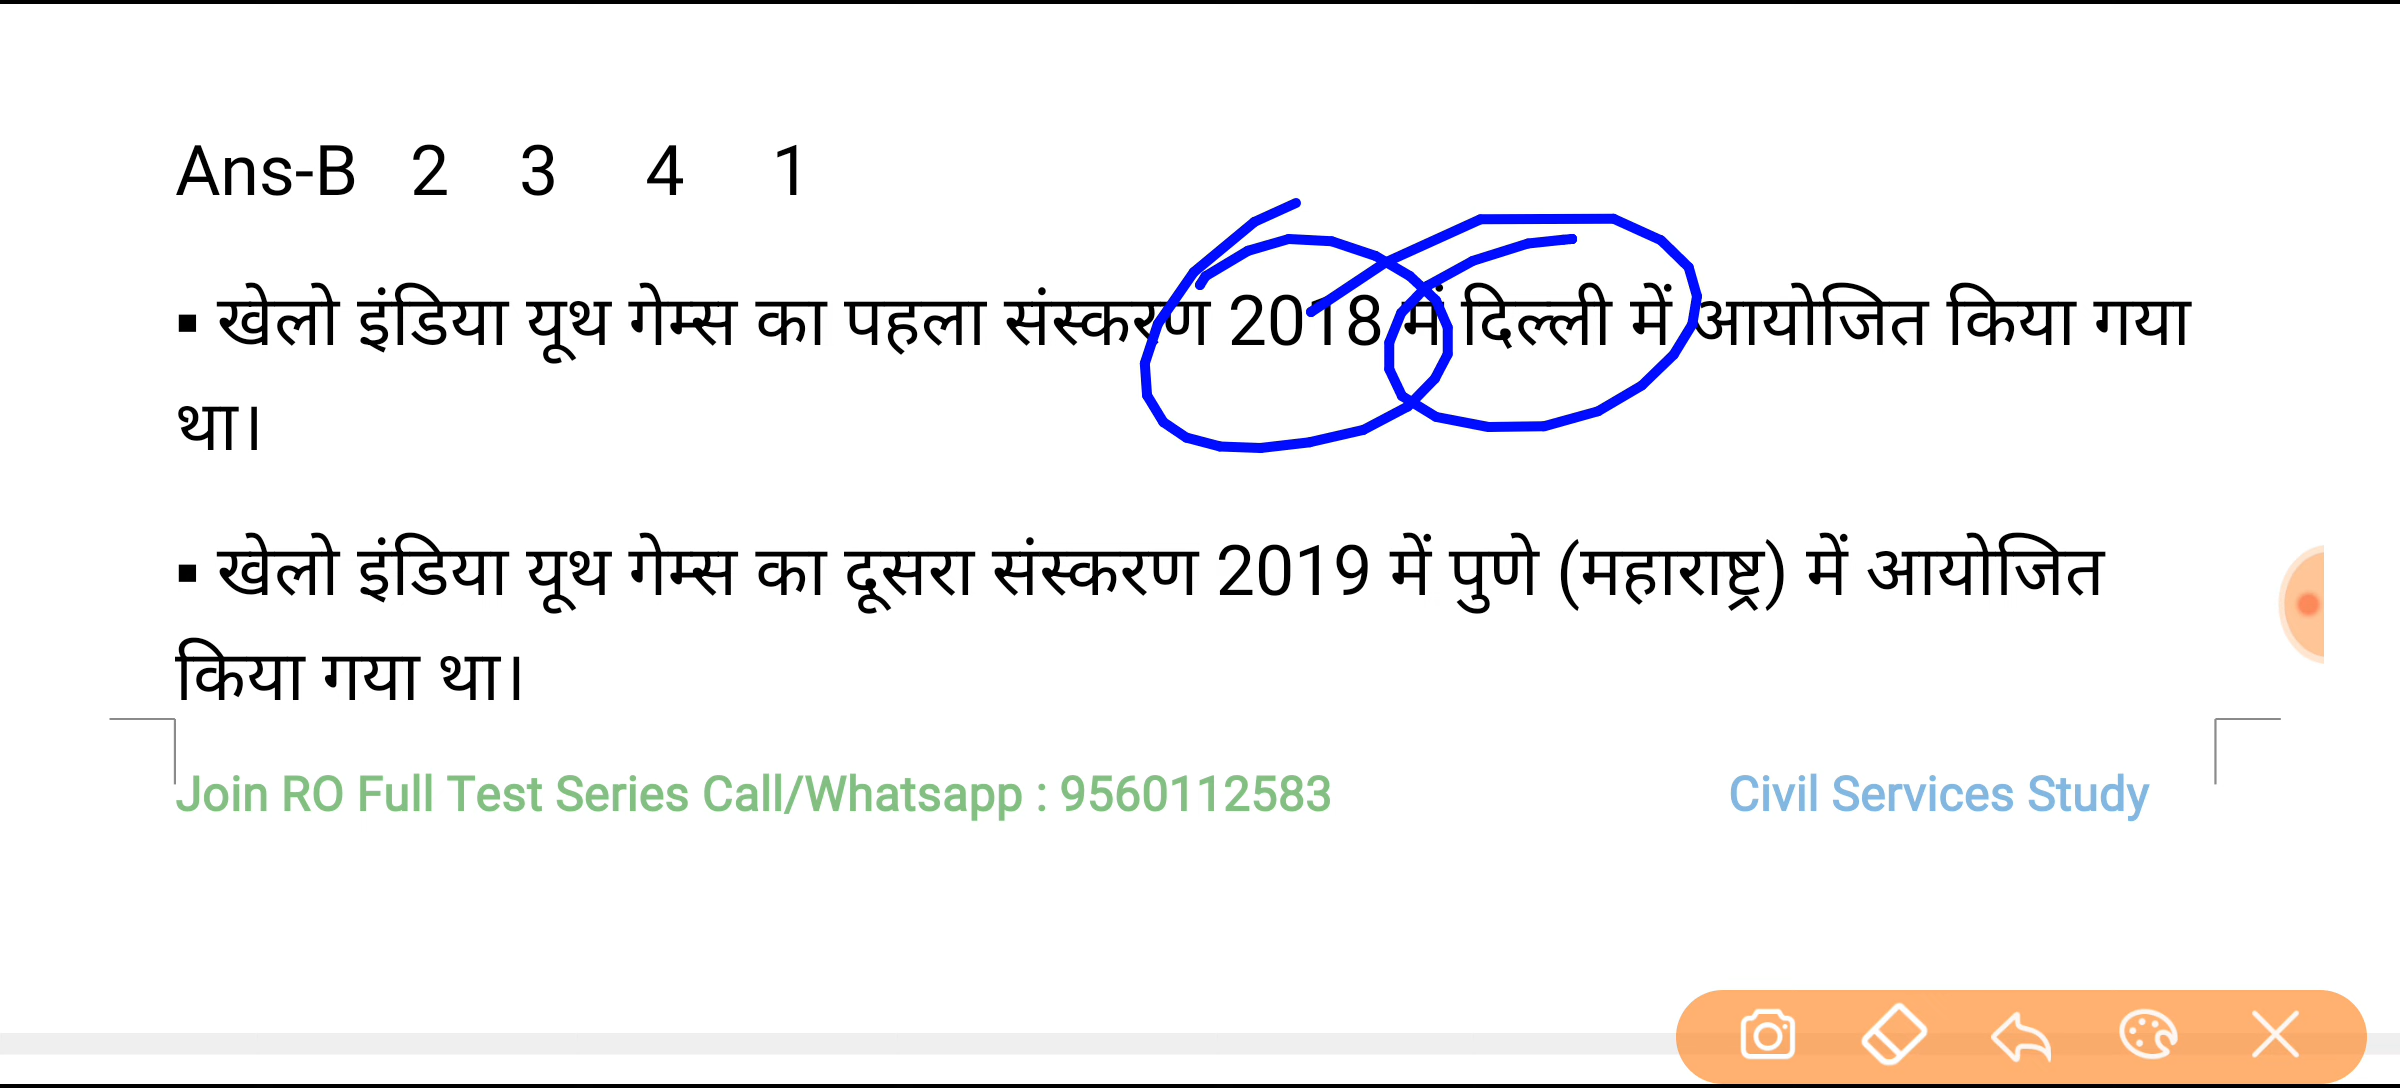 Ans-B 2 3 4 1
▪ खेलो इंडिया यूथ गेम्स का पहला संस्करण 2018 में दिल्ली में आयोजित किया गया
था।
▪ खेलो इंडिया यूथ गेम्स का दूसरा संस्करण 2019 में पुणे (महाराष्ट्र) में आयोजित
किया गया था।
Join RO Full Test Series Call/Whatsapp : 9560112583 Civil Services Study